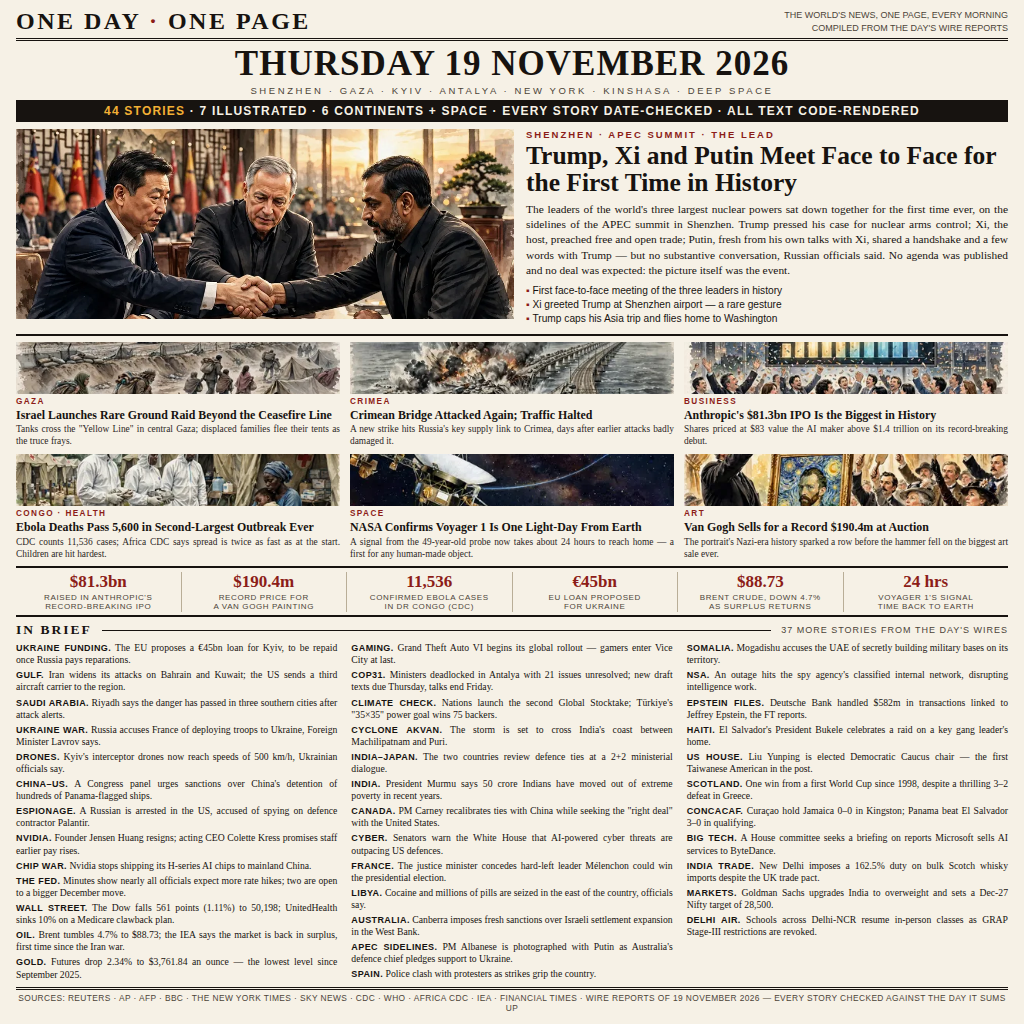 ONE DAY · ONE PAGE
THE WORLD'S NEWS, ONE PAGE, EVERY MORNING
COMPILED FROM THE DAY'S WIRE REPORTS
THURSDAY 19 NOVEMBER 2026
SHENZHEN · GAZA · KYIV · ANTALYA · NEW YORK · KINSHASA · DEEP SPACE
44 STORIES · 7 ILLUSTRATED · 6 CONTINENTS + SPACE · EVERY STORY DATE-CHECKED · ALL TEXT CODE-RENDERED
SHENZHEN · APEC SUMMIT · THE LEAD
Trump, Xi and Putin Meet Face to Face for
the First Time in History
The leaders of the world's three largest nuclear powers sat down together for the first time ever, on the
sidelines of the APEC summit in Shenzhen. Trump pressed his case for nuclear arms control; Xi, the
host, preached free and open trade; Putin, fresh from his own talks with Xi, shared a handshake and a few
words with Trump — but no substantive conversation, Russian officials said. No agenda was published
and no deal was expected: the picture itself was the event.
▪ First face-to-face meeting of the three leaders in history
▪ Xi greeted Trump at Shenzhen airport — a rare gesture
▪ Trump caps his Asia trip and flies home to Washington
GAZA
Israel Launches Rare Ground Raid Beyond the Ceasefire Line
Tanks cross the "Yellow Line" in central Gaza; displaced families flee their tents as
the truce frays.
CRIMEA
Crimean Bridge Attacked Again; Traffic Halted
A new strike hits Russia's key supply link to Crimea, days after earlier attacks badly
damaged it.
BUSINESS
Anthropic's $81.3bn IPO Is the Biggest in History
Shares priced at $83 value the AI maker above $1.4 trillion on its record-breaking
debut.
CONGO · HEALTH
Ebola Deaths Pass 5,600 in Second-Largest Outbreak Ever
CDC counts 11,536 cases; Africa CDC says spread is twice as fast as at the start.
Children are hit hardest.
SPACE
NASA Confirms Voyager 1 Is One Light-Day From Earth
A signal from the 49-year-old probe now takes about 24 hours to reach home — a
first for any human-made object.
ART
Van Gogh Sells for a Record $190.4m at Auction
The portrait's Nazi-era history sparked a row before the hammer fell on the biggest art
sale ever.
$81.3bn
RAISED IN ANTHROPIC'S
RECORD-BREAKING IPO
$190.4m
RECORD PRICE FOR
A VAN GOGH PAINTING
11,536
CONFIRMED EBOLA CASES
IN DR CONGO (CDC)
€45bn
EU LOAN PROPOSED
FOR UKRAINE
$88.73
BRENT CRUDE, DOWN 4.7%
AS SURPLUS RETURNS
24 hrs
VOYAGER 1'S SIGNAL
TIME BACK TO EARTH
IN BRIEF
37 MORE STORIES FROM THE DAY'S WIRES
UKRAINE FUNDING. The EU proposes a €45bn loan for Kyiv, to be repaid
once Russia pays reparations.
GULF. Iran widens its attacks on Bahrain and Kuwait; the US sends a third
aircraft carrier to the region.
SAUDI ARABIA. Riyadh says the danger has passed in three southern cities after
attack alerts.
UKRAINE WAR. Russia accuses France of deploying troops to Ukraine, Foreign
Minister Lavrov says.
DRONES. Kyiv's interceptor drones now reach speeds of 500 km/h, Ukrainian
officials say.
CHINA–US. A Congress panel urges sanctions over China's detention of
hundreds of Panama-flagged ships.
ESPIONAGE. A Russian is arrested in the US, accused of spying on defence
contractor Palantir.
NVIDIA. Founder Jensen Huang resigns; acting CEO Colette Kress promises staff
earlier pay rises.
CHIP WAR. Nvidia stops shipping its H-series AI chips to mainland China.
THE FED. Minutes show nearly all officials expect more rate hikes; two are open
to a bigger December move.
WALL STREET. The Dow falls 561 points (1.11%) to 50,198; UnitedHealth
sinks 10% on a Medicare clawback plan.
OIL. Brent tumbles 4.7% to $88.73; the IEA says the market is back in surplus,
first time since the Iran war.
GOLD. Futures drop 2.34% to $3,761.84 an ounce — the lowest level since
September 2025.
GAMING. Grand Theft Auto VI begins its global rollout — gamers enter Vice
City at last.
COP31. Ministers deadlocked in Antalya with 21 issues unresolved; new draft
texts due Thursday, talks end Friday.
CLIMATE CHECK. Nations launch the second Global Stocktake; Türkiye's
"35×35" power goal wins 75 backers.
CYCLONE AKVAN. The storm is set to cross India's coast between
Machilipatnam and Puri.
INDIA–JAPAN. The two countries review defence ties at a 2+2 ministerial
dialogue.
INDIA. President Murmu says 50 crore Indians have moved out of extreme
poverty in recent years.
CANADA. PM Carney recalibrates ties with China while seeking the "right deal"
with the United States.
CYBER. Senators warn the White House that AI-powered cyber threats are
outpacing US defences.
FRANCE. The justice minister concedes hard-left leader Mélenchon could win
the presidential election.
LIBYA. Cocaine and millions of pills are seized in the east of the country, officials
say.
AUSTRALIA. Canberra imposes fresh sanctions over Israeli settlement expansion
in the West Bank.
APEC SIDELINES. PM Albanese is photographed with Putin as Australia's
defence chief pledges support to Ukraine.
SPAIN. Police clash with protesters as strikes grip the country.
SOMALIA. Mogadishu accuses the UAE of secretly building military bases on its
territory.
NSA. An outage hits the spy agency's classified internal network, disrupting
intelligence work.
EPSTEIN FILES. Deutsche Bank handled $582m in transactions linked to
Jeffrey Epstein, the FT reports.
HAITI. El Salvador's President Bukele celebrates a raid on a key gang leader's
home.
US HOUSE. Liu Yunping is elected Democratic Caucus chair — the first
Taiwanese American in the post.
SCOTLAND. One win from a first World Cup since 1998, despite a thrilling 3–2
defeat in Greece.
CONCACAF. Curaçao hold Jamaica 0–0 in Kingston; Panama beat El Salvador
3–0 in qualifying.
BIG TECH. A House committee seeks a briefing on reports Microsoft sells AI
services to ByteDance.
INDIA TRADE. New Delhi imposes a 162.5% duty on bulk Scotch whisky
imports despite the UK trade pact.
MARKETS. Goldman Sachs upgrades India to overweight and sets a Dec-27
Nifty target of 28,500.
DELHI AIR. Schools across Delhi-NCR resume in-person classes as GRAP
Stage-III restrictions are revoked.
SOURCES: REUTERS · AP · AFP · BBC · THE NEW YORK TIMES · SKY NEWS · CDC · WHO · AFRICA CDC · IEA · FINANCIAL TIMES · WIRE REPORTS OF 19 NOVEMBER 2026 — EVERY STORY CHECKED AGAINST THE DAY IT SUMS
UP